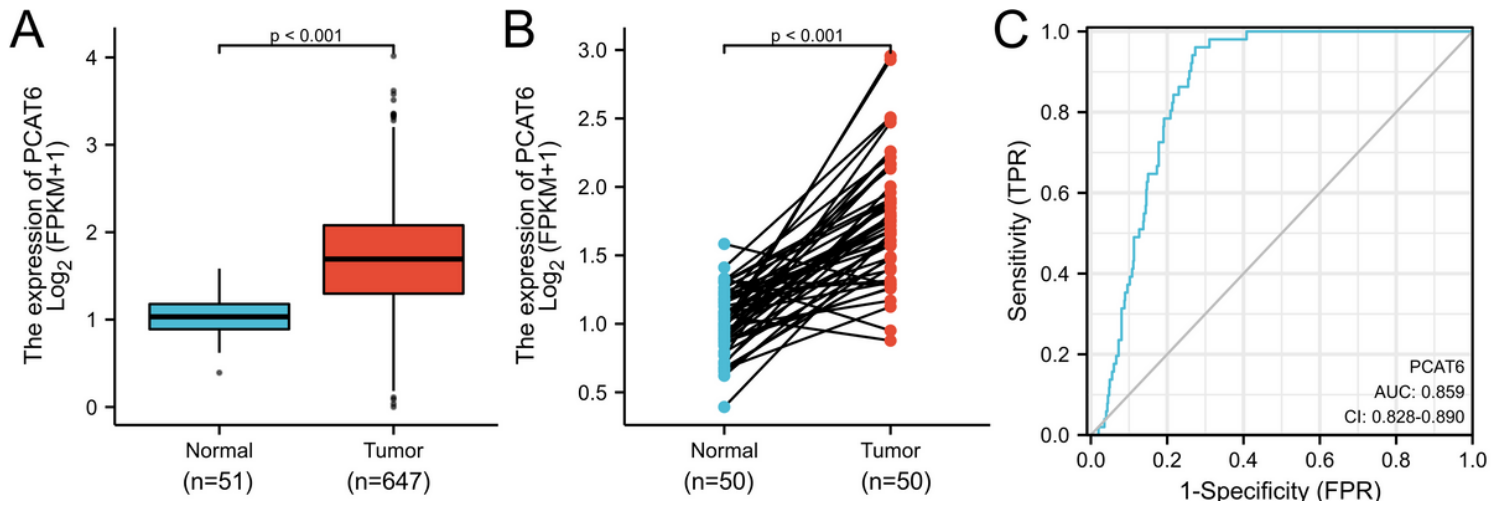 A
p < 0.001
The expression of PCAT6
Log2 (FPKM+1)
4
3
2
1
0
Normal
Tumor
(n=51)
(n=647)
B
p < 0.001
The expression of PCAT6
Log2 (FPKM+1)
3.0
2.5
2.0
1.5
1.0
0.5
Normal
Tumor
(n=50)
(n=50)
C
Sensitivity (TPR)
1.0
0.8
0.6
0.4
0.2
0.0
PCAT6
AUC: 0.859
CI: 0.828-0.890
0.0 0.2 0.4 0.6 0.8 1.0
1-Specificity (FPR)